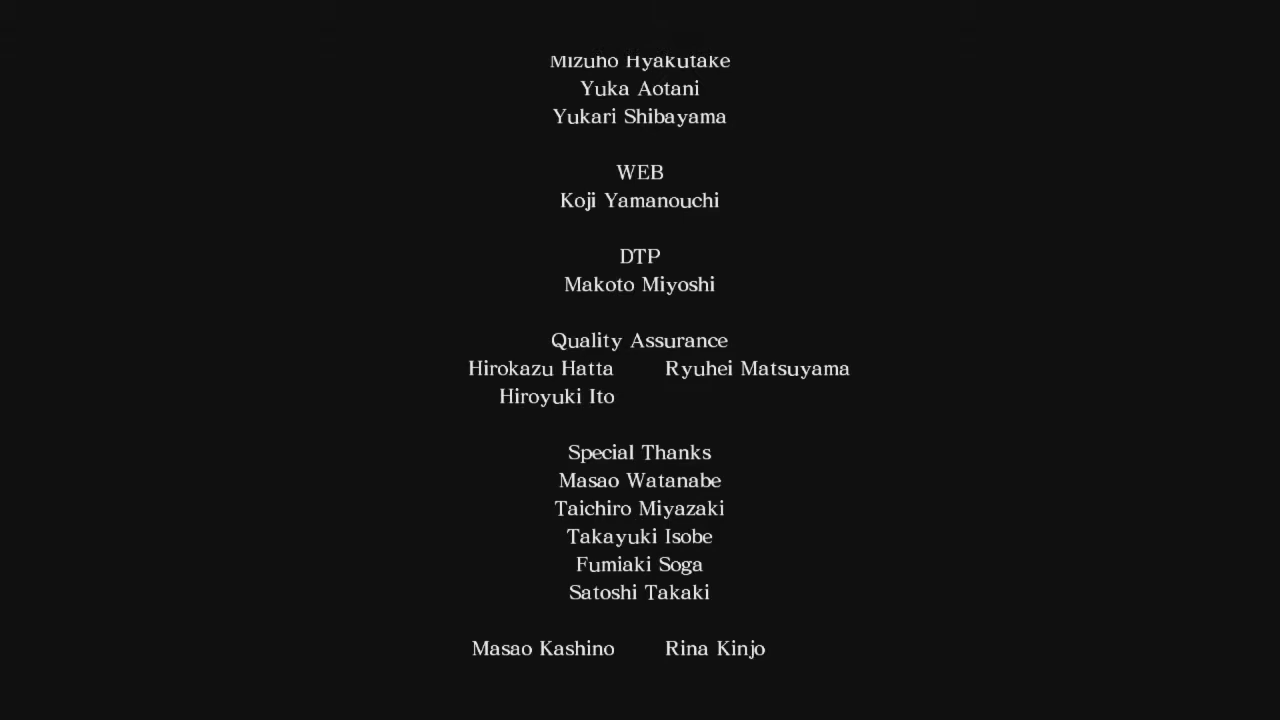 Mizuho Hyakutake
Yuka Aotani
Yukari Shibayama
WEB
Koji Yamanouchi
DTP
Makoto Miyoshi
Quality Assurance
Hirokazu Hatta Ryuhei Matsuyama
Hiroyuki Ito
Special Thanks
Masao Watanabe
Taichiro Miyazaki
Takayuki Isobe
Fumiaki Soga
Satoshi Takaki
Masao Kashino Rina Kinjo